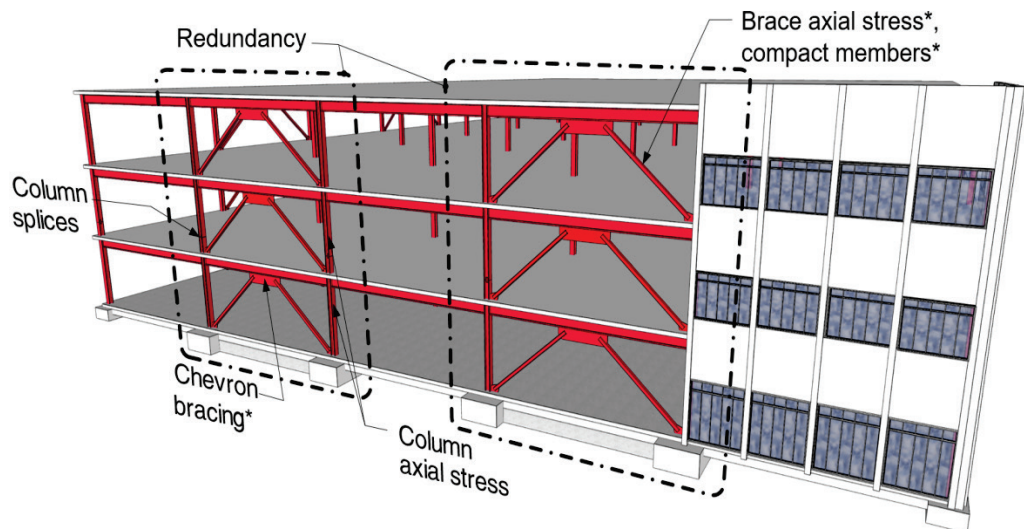 Redundancy
Brace axial stress*,
compact members*
Column
splices
Chevron
bracing*
Column
axial stress